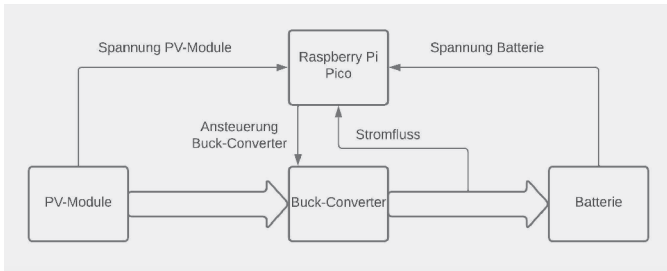 Spannung PV-Module
Raspberry Pi
Pico
Spannung Batterie
Ansteuerung
Buck-Converter
Stromfluss
PV-Module
Buck-Converter
Batterie